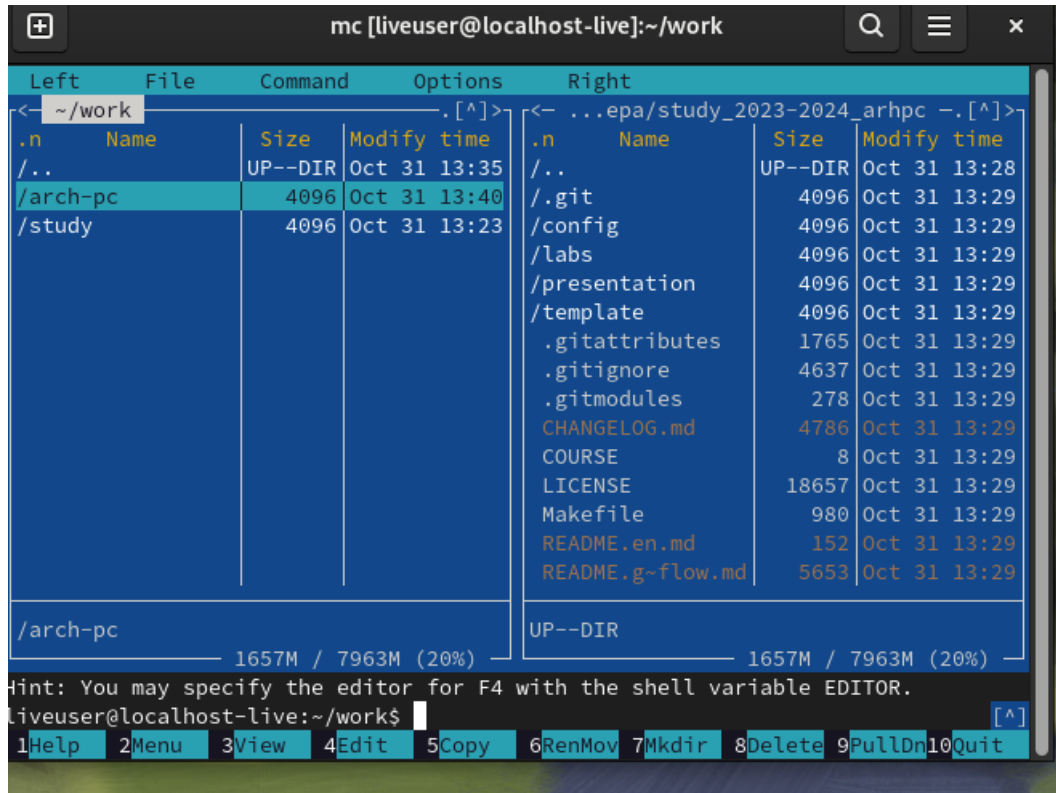 mc [liveuser@localhost-live]:~/work
Left File Command Options Right
<- ~/work .[^]>
.n Name Size Modify time
/.. UP--DIR Oct 31 13:35
/arch-pc 4096 Oct 31 13:40
/study 4096 Oct 31 13:23
/arch-pc
1657M / 7963M (20%)
<- ...epa/study_2023-2024_arhpc -.[^]>
.n Name Size Modify time
/.. UP--DIR Oct 31 13:28
/.git 4096 Oct 31 13:29
/config 4096 Oct 31 13:29
/labs 4096 Oct 31 13:29
/presentation 4096 Oct 31 13:29
/template 4096 Oct 31 13:29
.gitattributes 1765 Oct 31 13:29
.gitignore 4637 Oct 31 13:29
.gitmodules 278 Oct 31 13:29
CHANGELOG.md 4786 Oct 31 13:29
COURSE 8 Oct 31 13:29
LICENSE 18657 Oct 31 13:29
Makefile 980 Oct 31 13:29
README.en.md 152 Oct 31 13:29
README.g~flow.md 5653 Oct 31 13:29
UP--DIR
1657M / 7963M (20%)
Hint: You may specify the editor for F4 with the shell variable EDITOR.
liveuser@localhost-live:~/work$ [^]
1Help 2Menu 3View 4Edit 5Copy 6RenMov 7Mkdir 8Delete 9PullDn 10Quit